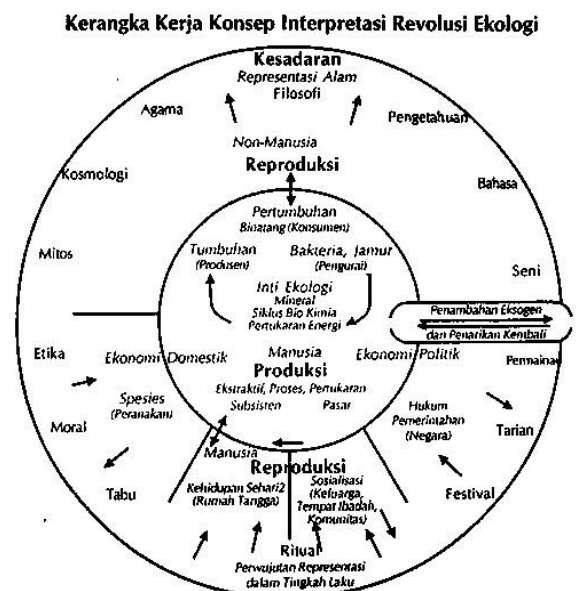 Kerangka Kerja Konsep Interpretasi Revolusi Ekologi
Kesadaran
Representasi Alam
Filosofi
Agama
Pengetahuan
Non-Manusia
Reproduksi
Kosmologi
Bahasa
Pertumbuhan
Binatang (Konsumen)
Tumbuhan
(Produsen)
Bakteria, Jamur
(Pengurai)
Mitos
Seni
Inti Ekologi
Mineral
Siklus Bio Kimia
Pertukaran Energi
Penambahan Eksogen
dan Penarikan Kembali
Etika
Ekonomi Domestik
Manusia
Ekonomi Politik
Permainan
Produksi
Ekstraktif, Proses, Pertukaran
Subsisten
Pasar
Spesies
(Peranakan)
Hukum
Pemerintahan
(Negara)
Moral
Tarian
Manusia
Reproduksi
Kehidupan Sehari2
(Rumah Tangga)
Sosialisasi
(Keluarga,
Tempat Ibadah,
Komunitas)
Tabu
Festival
Ritual
Perwujutan Representasi
dalam Tingkah Laku